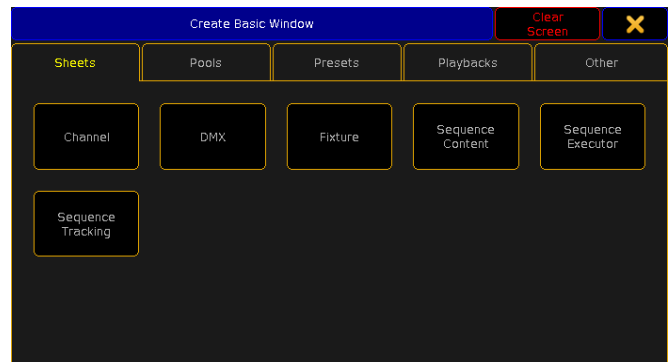 Create Basic Window
Clear
Screen
Sheets
Pools
Presets
Playbacks
Other
Channel
DMX
Fixture
Sequence
Content
Sequence
Executor
Sequence
Tracking